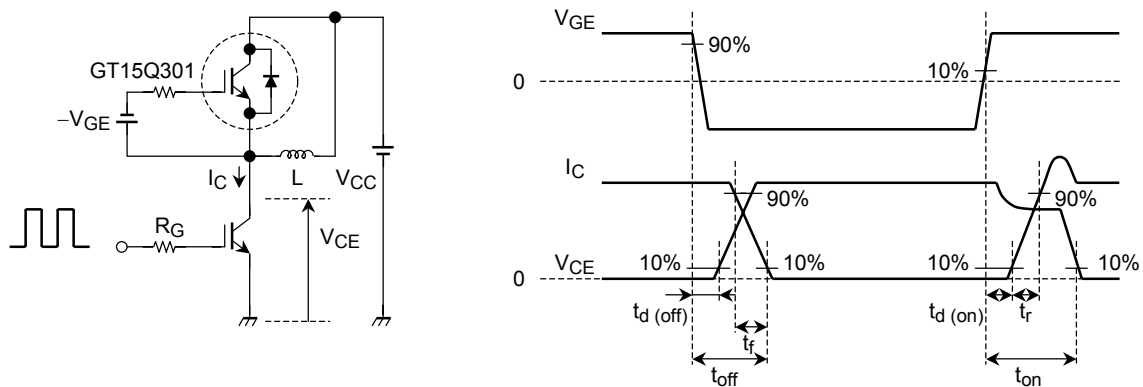 GT15Q301
−VGE
IC
L
VCC
RG
VCE
VGE
90%
0
10%
IC
90%
VCE
10%
10%
10%
10%
0
td (off)
td (on)
tr
tf
toff
ton